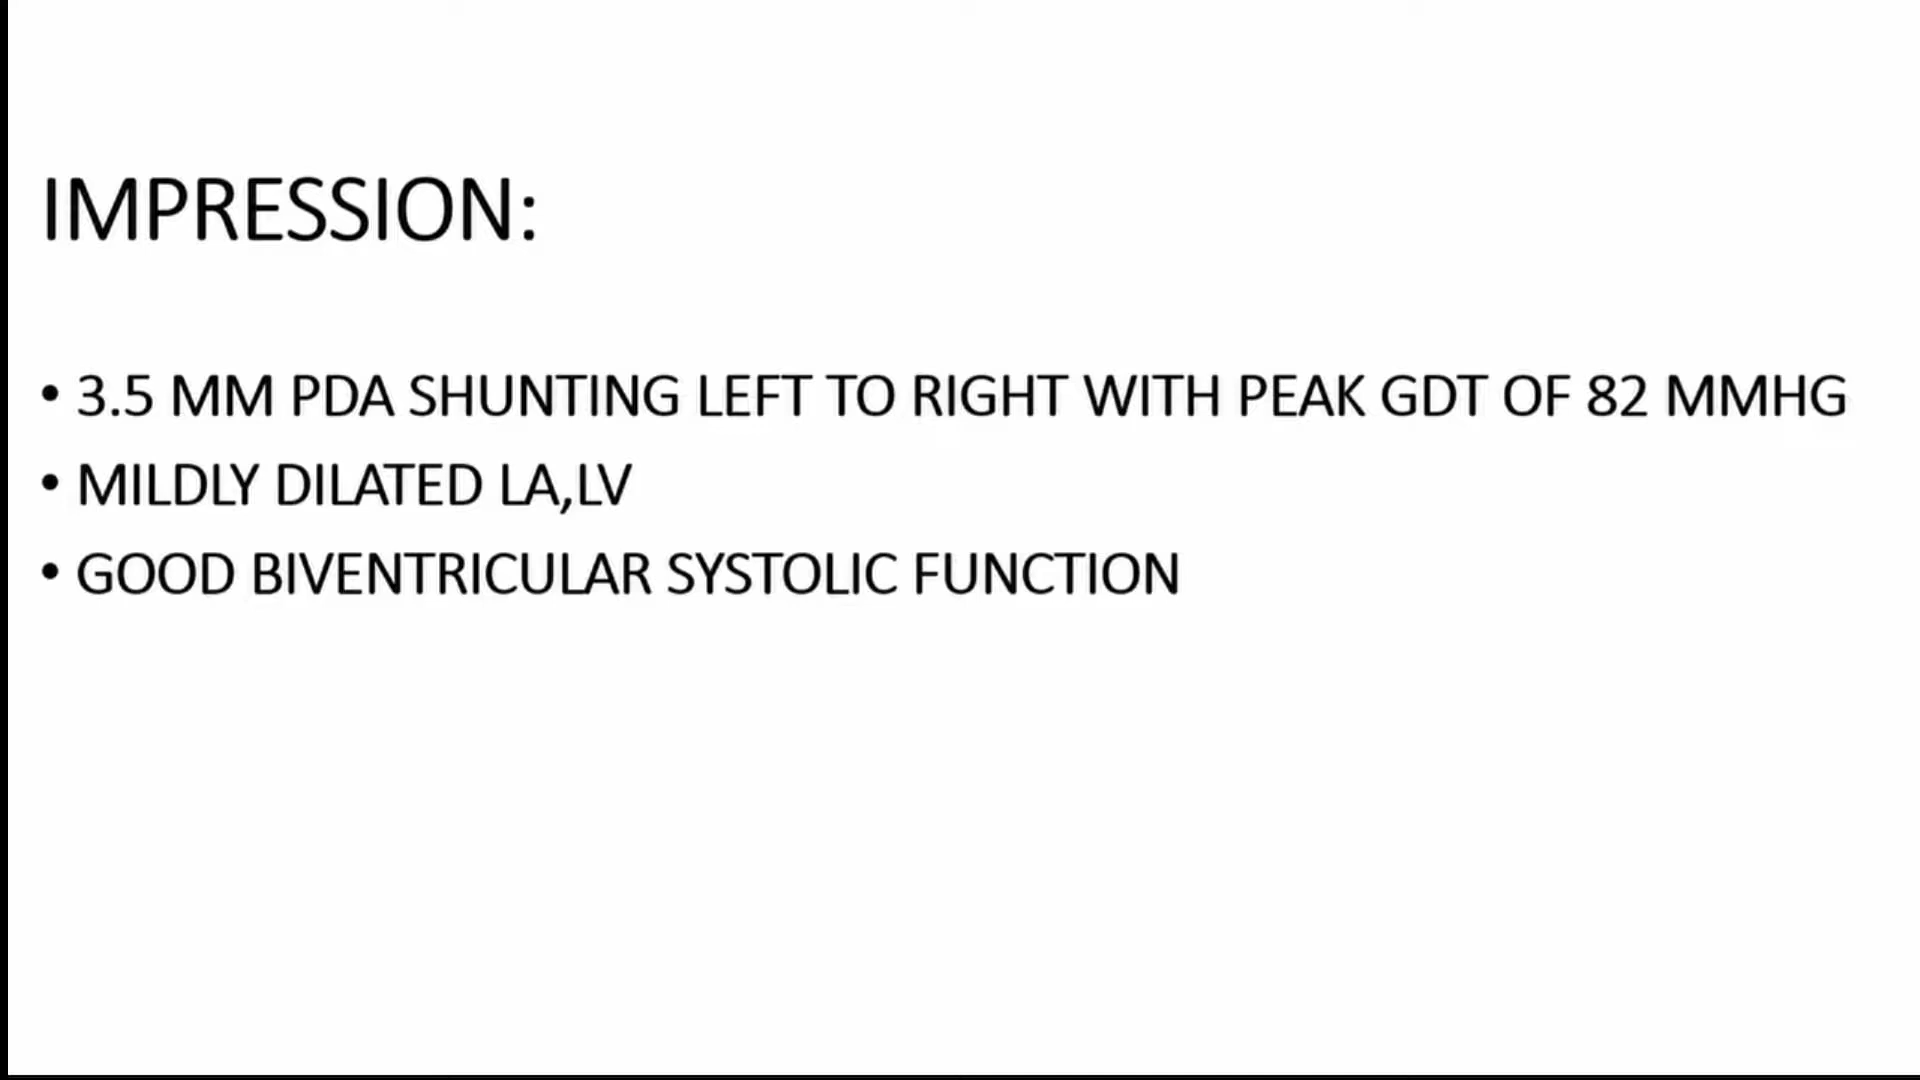 IMPRESSION:
• 3.5 MM PDA SHUNTING LEFT TO RIGHT WITH PEAK GDT OF 82 MMHG
• MILDLY DILATED LA,LV
• GOOD BIVENTRICULAR SYSTOLIC FUNCTION